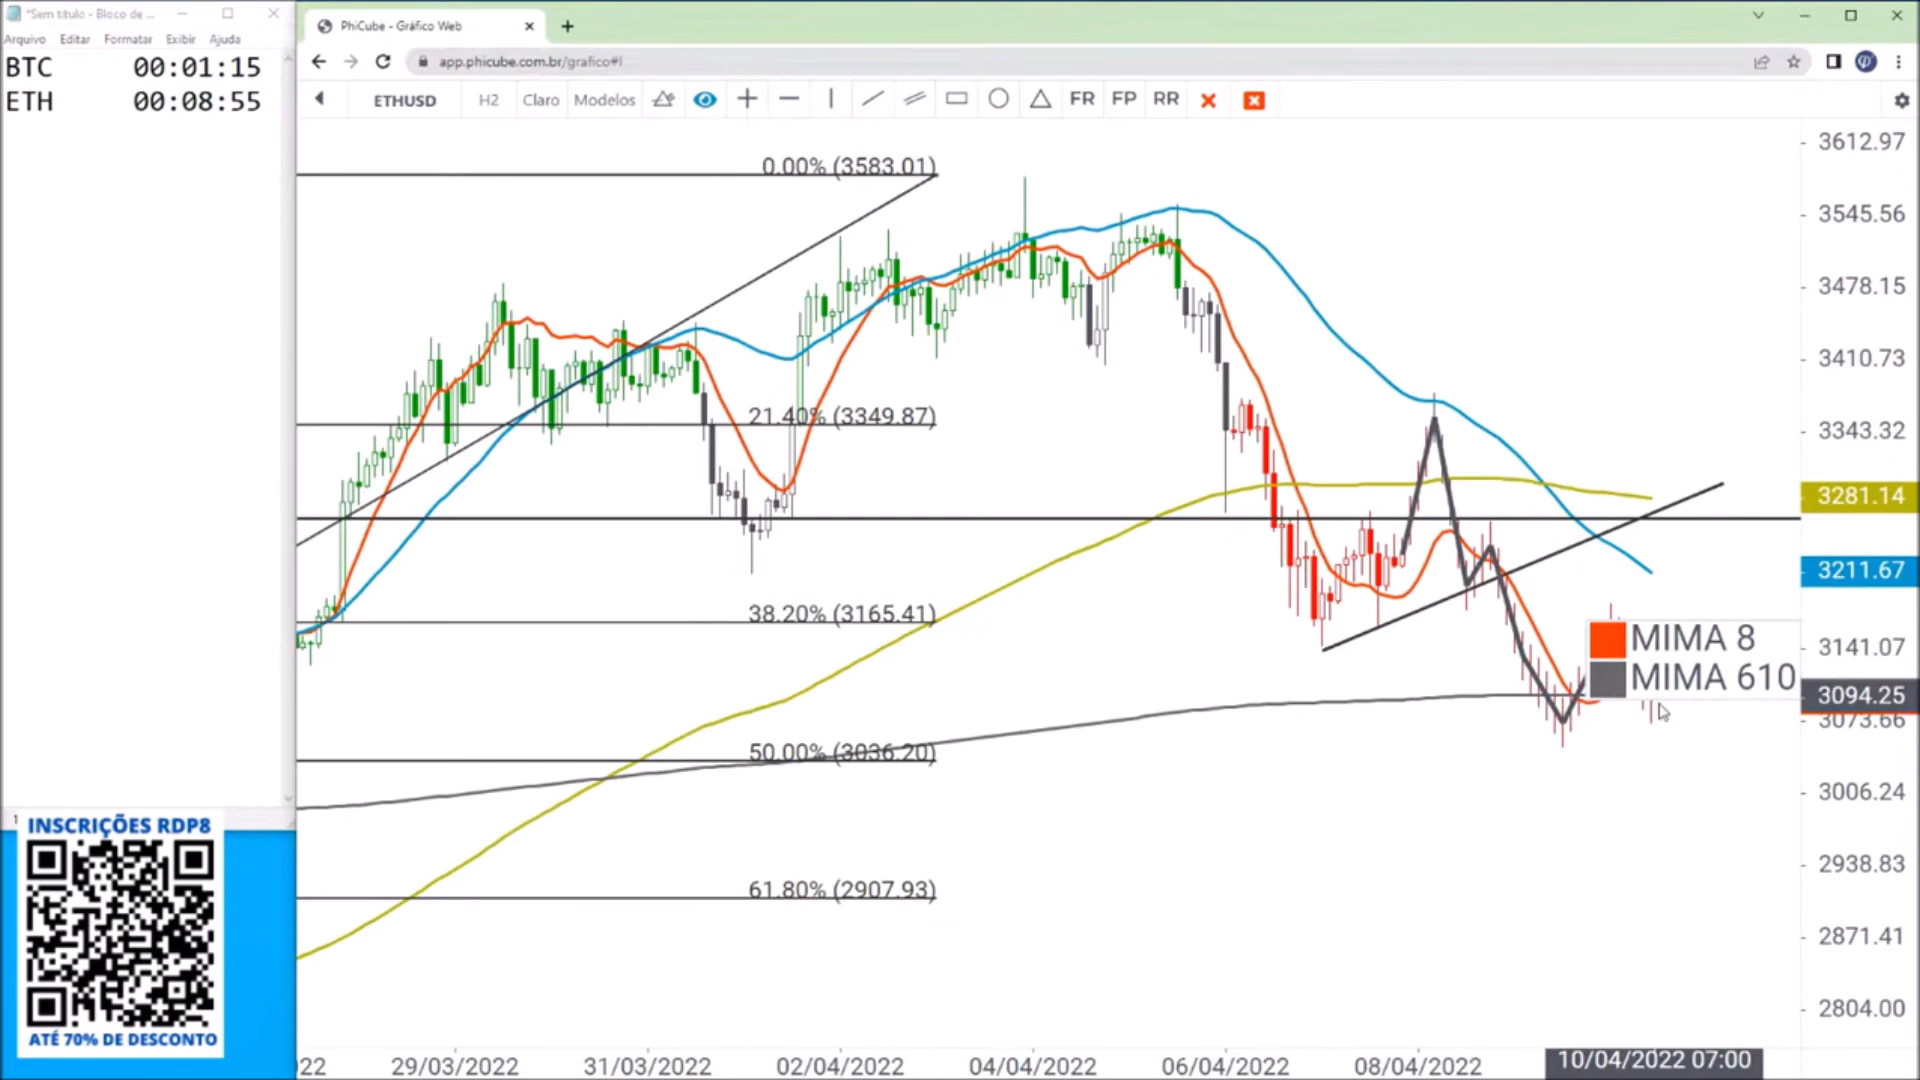 *Sem título - Bloco de ...
Arquivo Editar Formatar Exibir Ajuda
BTC 00:01:15
ETH 00:08:55
INSCRIÇÕES RDP8
ATÉ 70% DE DESCONTO
PhiCube - Gráfico Web
app.phicube.com.br/grafico#!
ETHUSD H2 Claro Modelos FR FP RR
0.00% (3583.01)
21.40% (3349.87)
38.20% (3165.41)
50.00% (3036.20)
61.80% (2907.93)
MIMA 8
MIMA 610
3612.97
3545.56
3478.15
3410.73
3343.32
3281.14
3211.67
3141.07
3094.25
3073.66
3006.24
2938.83
2871.41
2804.00
022 29/03/2022 31/03/2022 02/04/2022 04/04/2022 06/04/2022 08/04/2022 10/04/2022 07:00